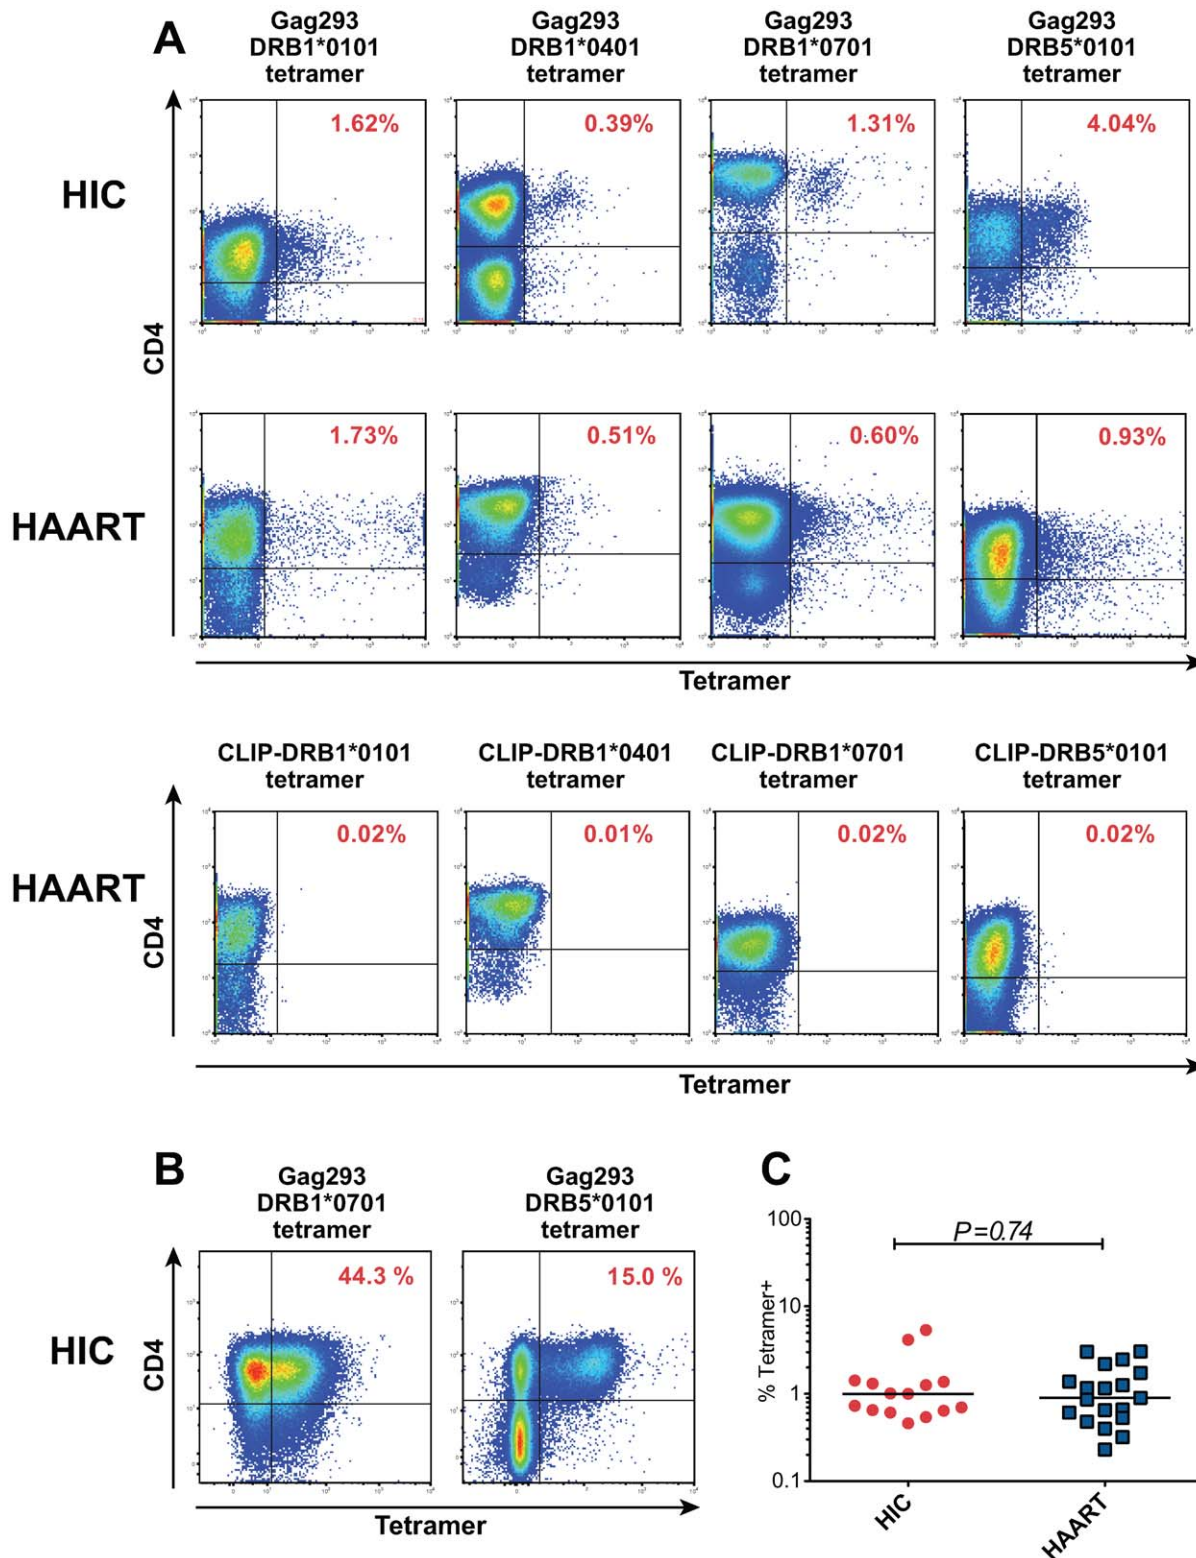 A
Gag293
DRB1*0101
tetramer
Gag293
DRB1*0401
tetramer
Gag293
DRB1*0701
tetramer
Gag293
DRB5*0101
tetramer
HIC
1.62%
0.39%
1.31%
4.04%
CD4
HAART
1.73%
0.51%
0.60%
0.93%
Tetramer
CLIP-DRB1*0101
tetramer
CLIP-DRB1*0401
tetramer
CLIP-DRB1*0701
tetramer
CLIP-DRB5*0101
tetramer
HAART
CD4
0.02%
0.01%
0.02%
0.02%
Tetramer
B
Gag293
DRB1*0701
tetramer
Gag293
DRB5*0101
tetramer
HIC
CD4
44.3 %
15.0 %
Tetramer
C
% Tetramer+
100
10
1
0.1
P=0.74
HIC
HAART